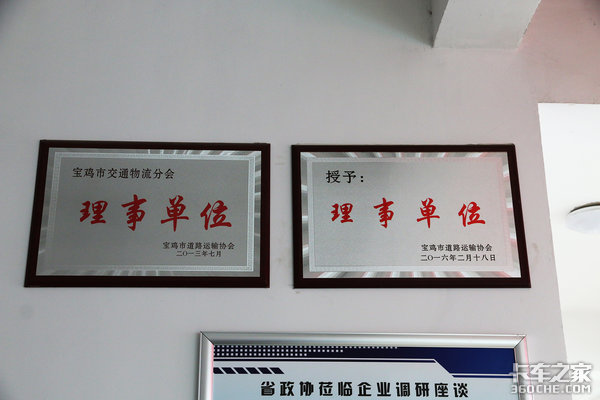 宝鸡市交通物流分会
理事单位
宝鸡市道路运输协会
二〇一三年七月
授予：
理事单位
宝鸡市道路运输协会
二〇一六年二月十八日
省政协莅临企业调研座谈
卡车之家
360CHE.COM